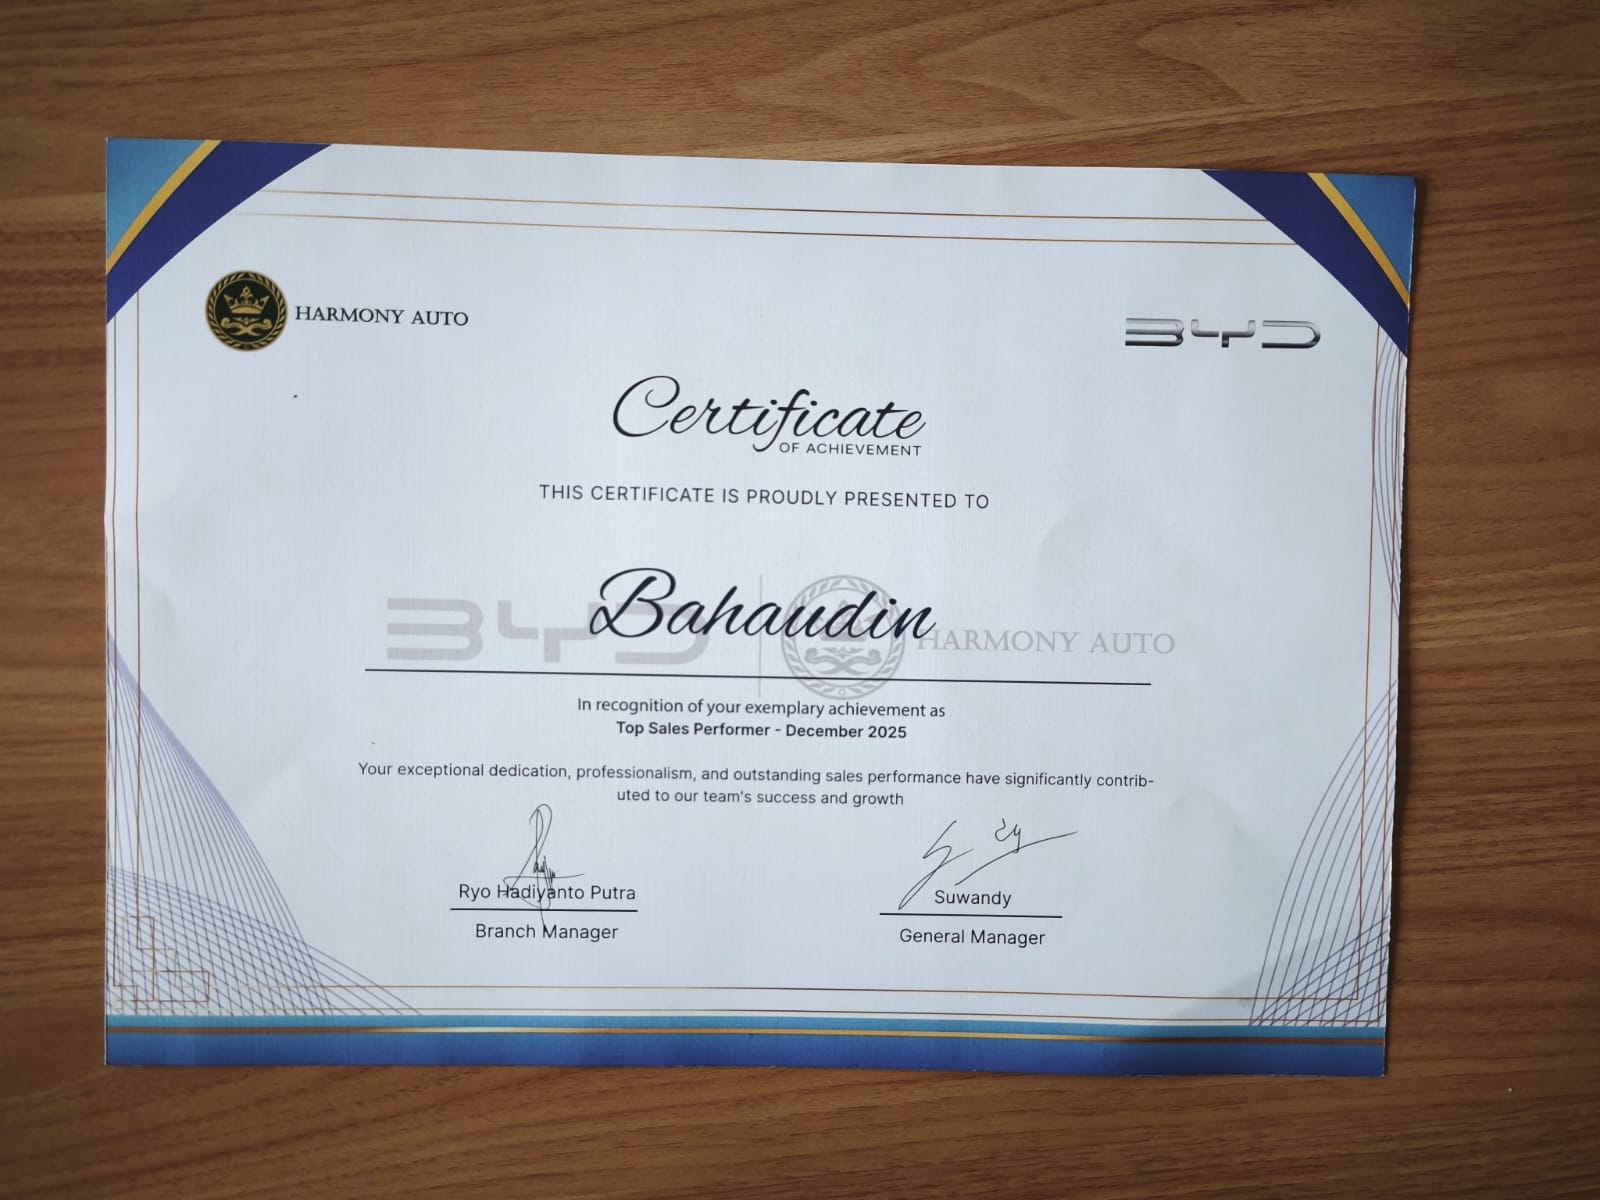 HARMONY AUTO
BYD
Certificate
OF ACHIEVEMENT
THIS CERTIFICATE IS PROUDLY PRESENTED TO
Bahaudin
BYD HARMONY AUTO
In recognition of your exemplary achievement as
Top Sales Performer - December 2025
Your exceptional dedication, professionalism, and outstanding sales performance have significantly contrib-
uted to our team's success and growth
Ryo Hadiyanto Putra
Branch Manager
Suwandy
General Manager